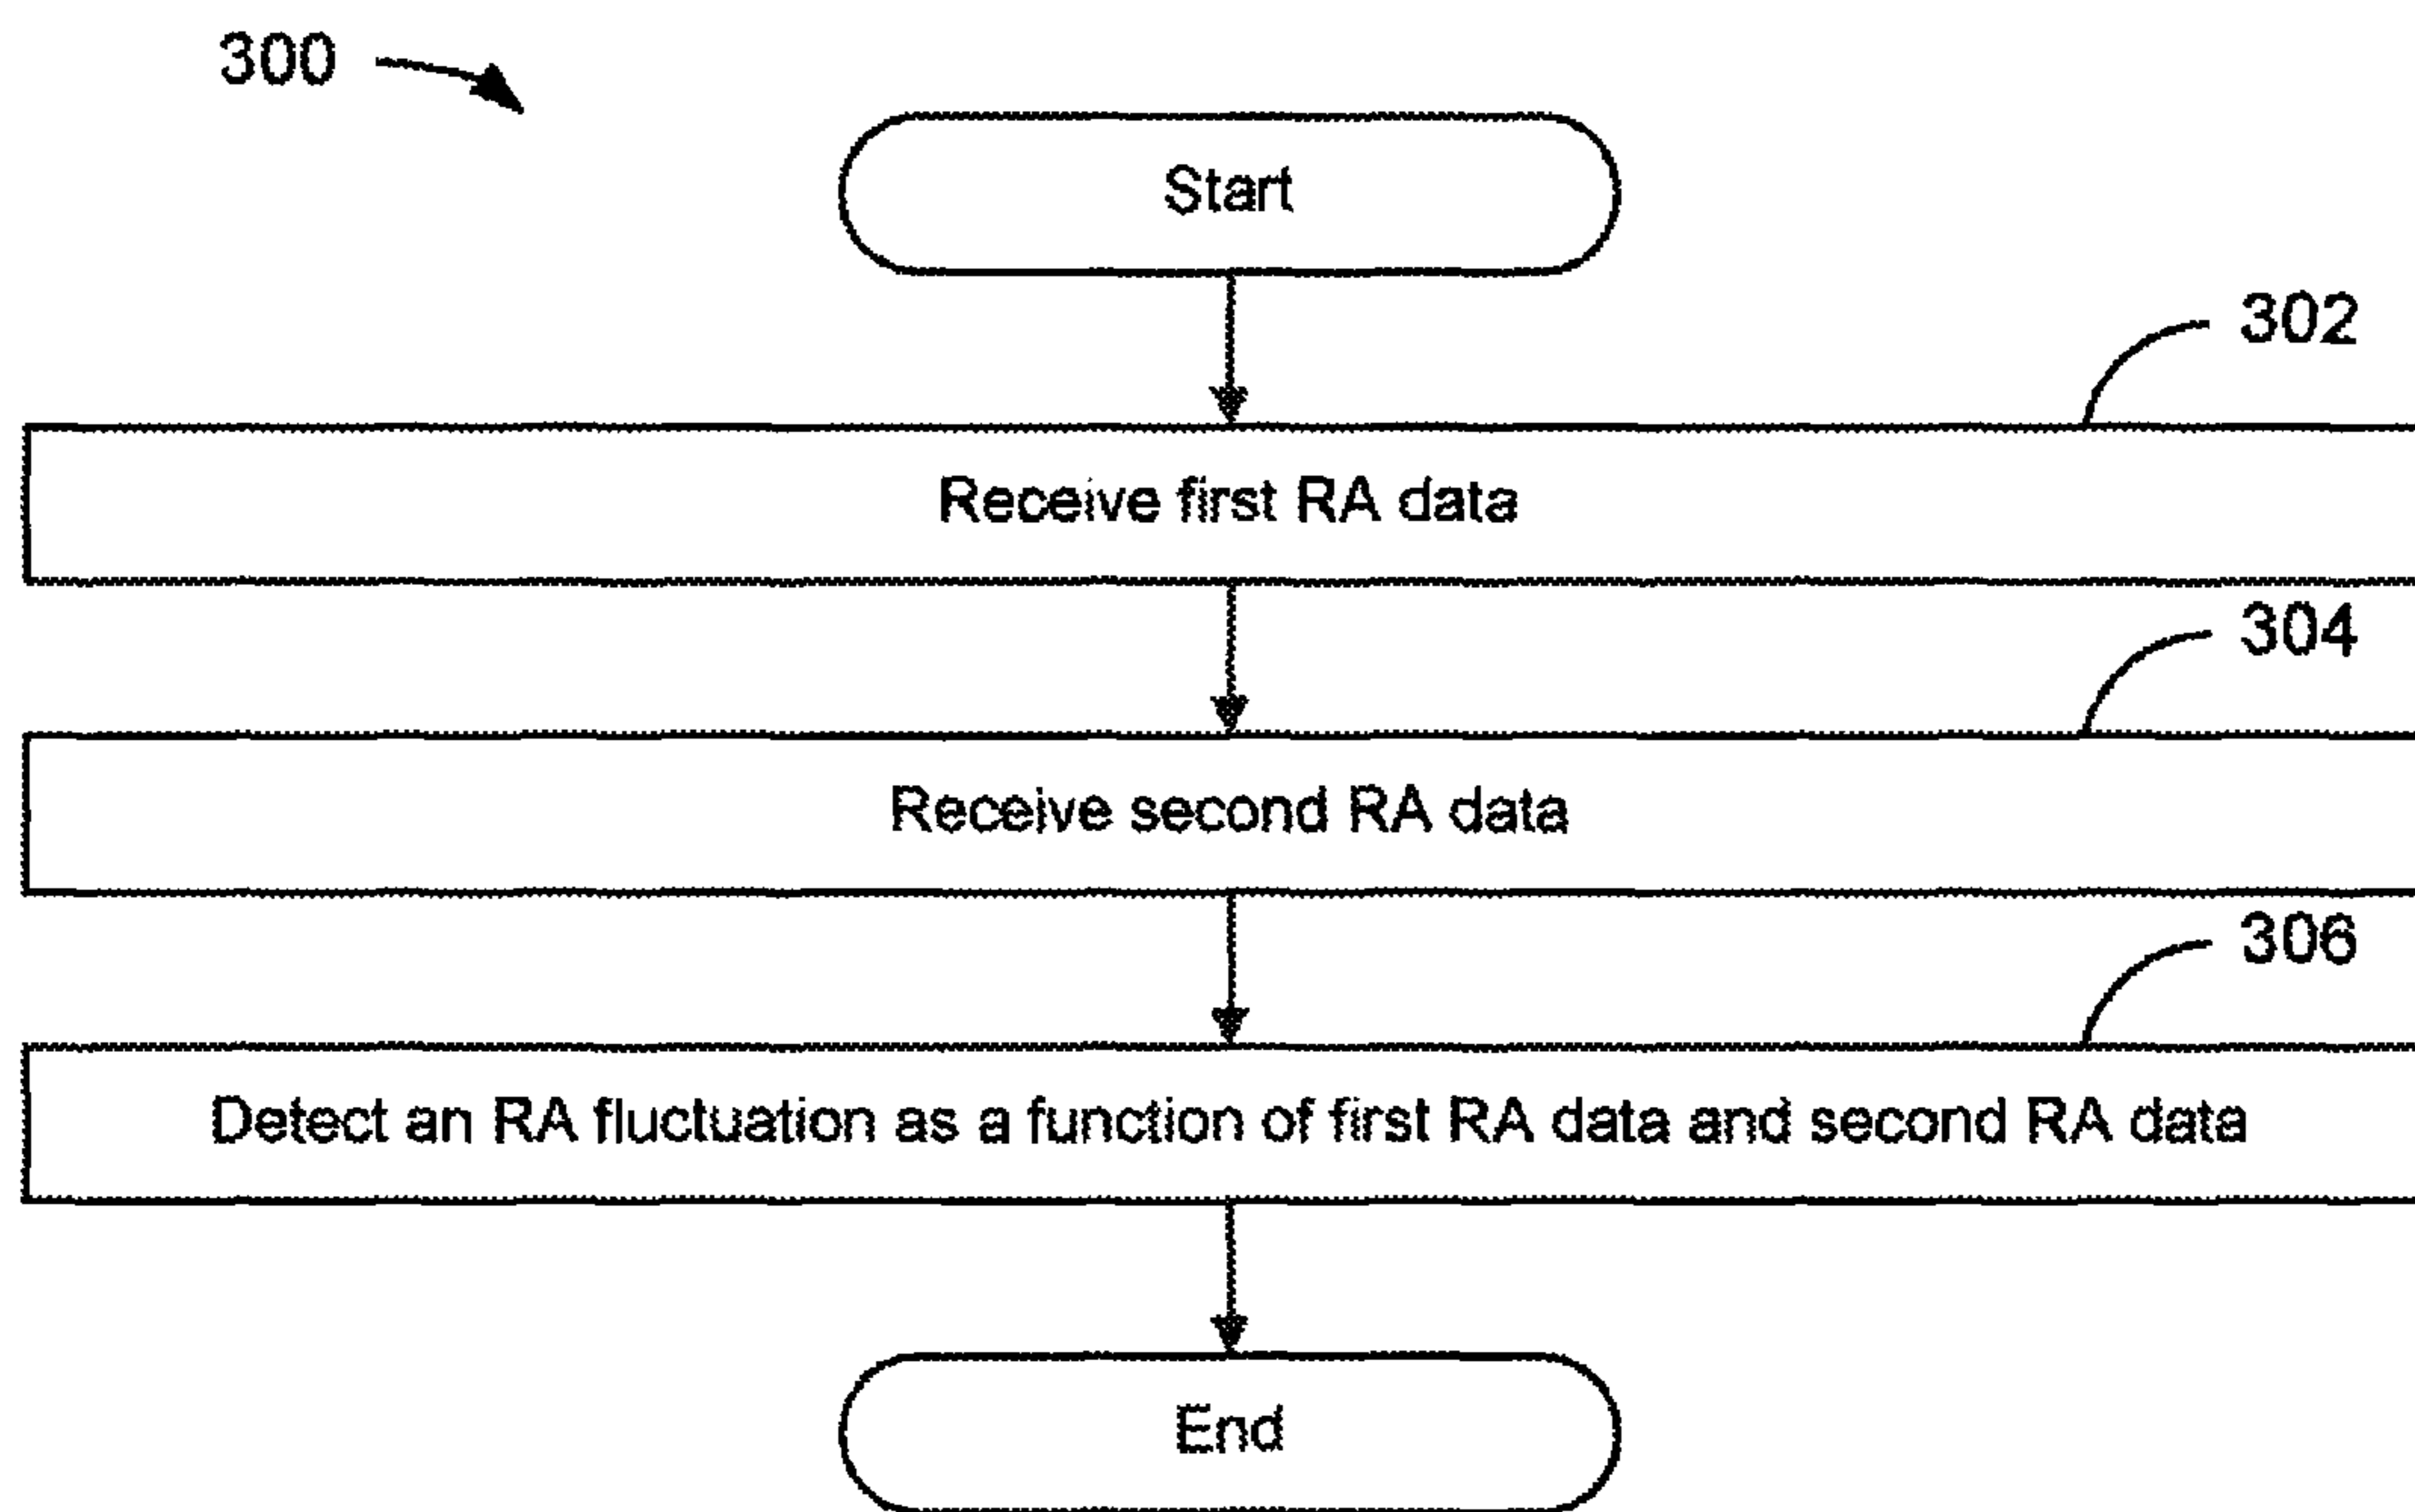 300
Start
302
Receive first RA data
304
Receive second RA data
306
Detect an RA fluctuation as a function of first RA data and second RA data
End